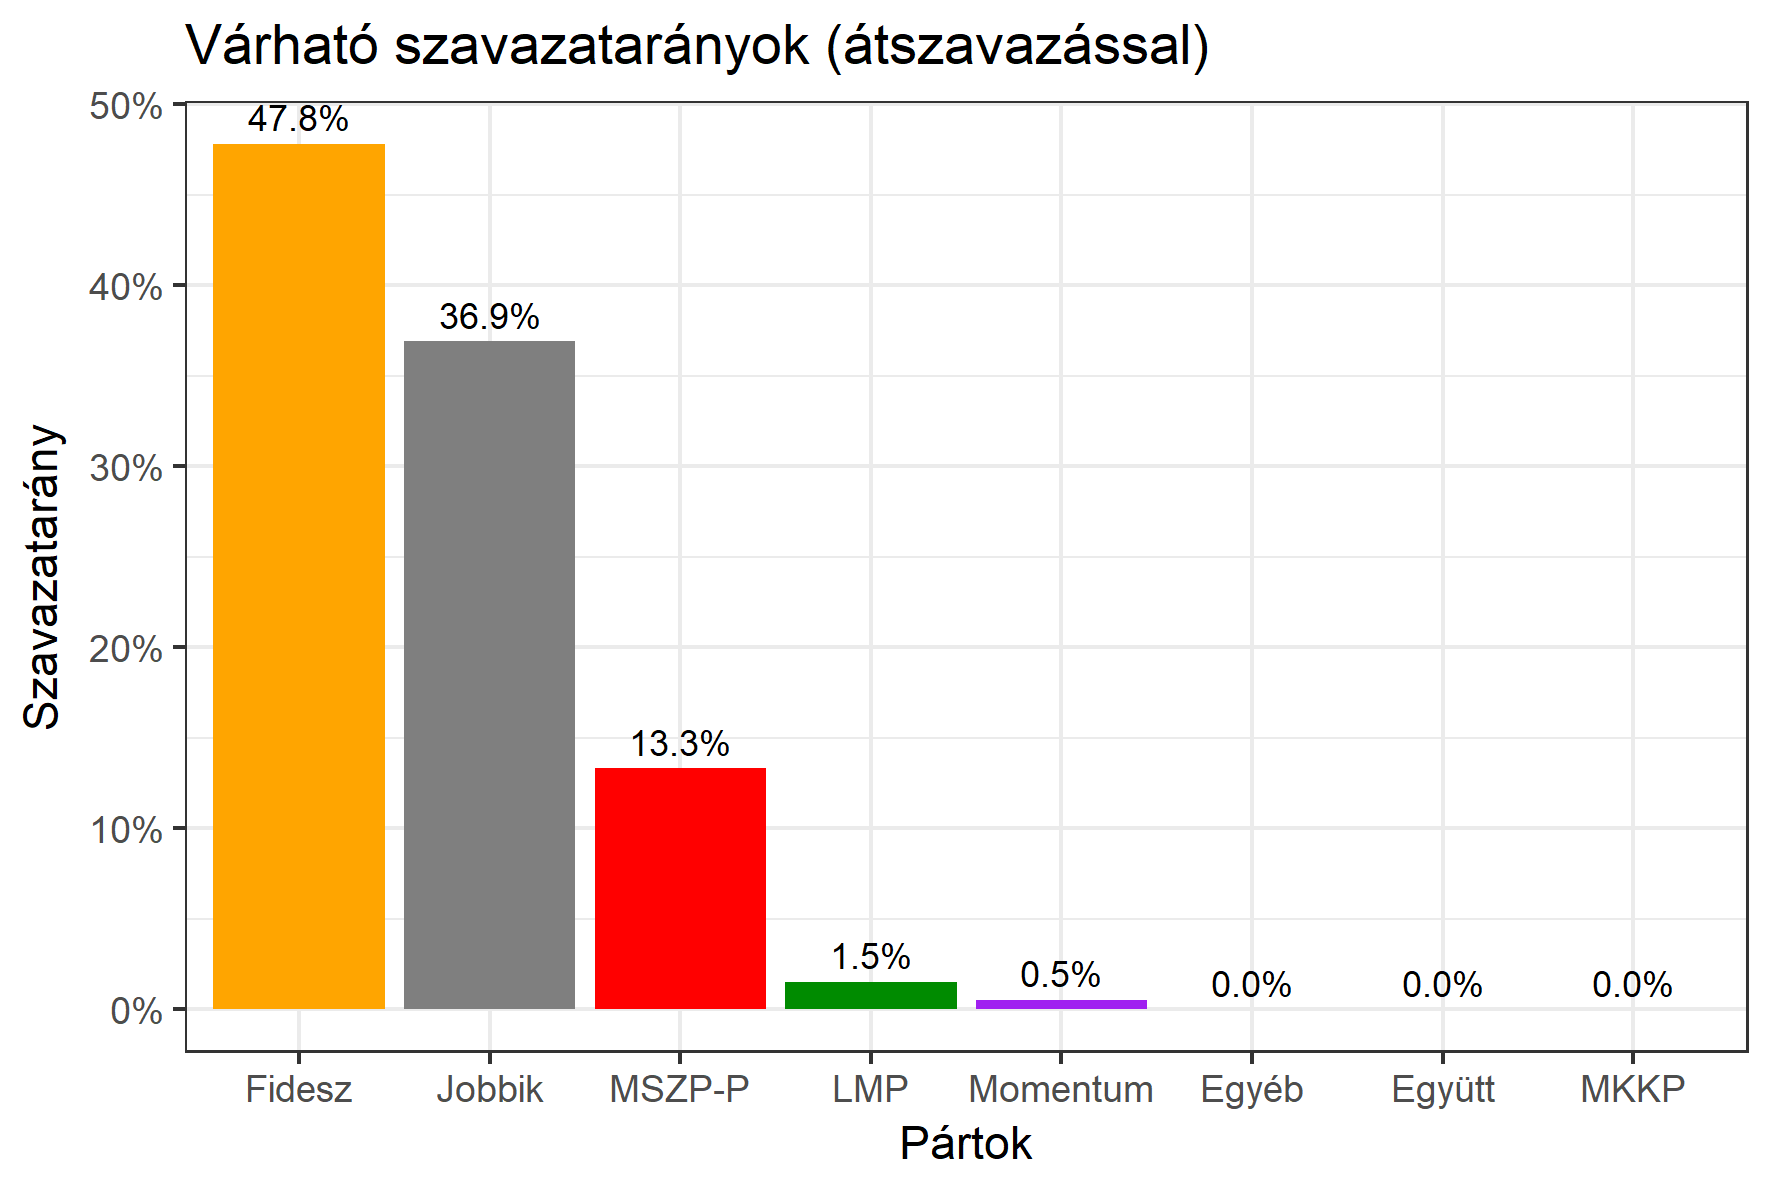 Várható szavazatarányok (átszavazással)
50%
40%
30%
20%
10%
0%
Szavazatarány
47.8%
36.9%
13.3%
1.5%
0.5%
0.0%
0.0%
0.0%
Fidesz
Jobbik
MSZP-P
LMP
Momentum
Egyéb
Együtt
MKKP
Pártok